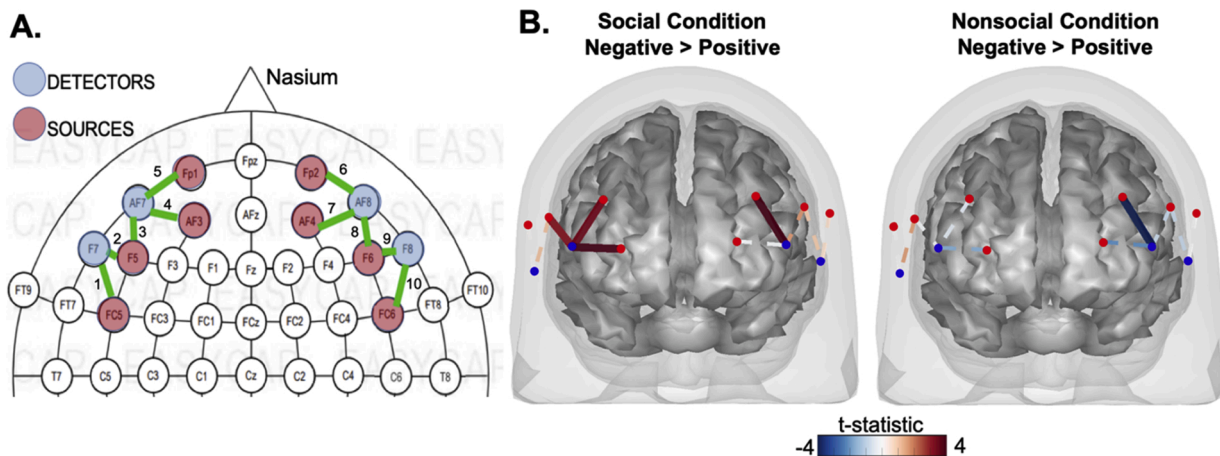 A.
DETECTORS
SOURCES
Nasium
EASYCAP EASYCAP EASYCAP
Fpz
5
Fp1
Fp2
6
AF7
4
AF3
AFz
AF4
7
AF8
3
8
F7
2
F5
F3
F1
Fz
F2
F4
F6
9
F8
1
10
FT9
FT7
FC5
FC3
FC1
FCz
FC2
FC4
FC6
FT8
FT10
T7
C5
C3
C1
Cz
C2
C4
C6
T8
B.
Social Condition
Negative > Positive
Nonsocial Condition
Negative > Positive
t-statistic
-4
4